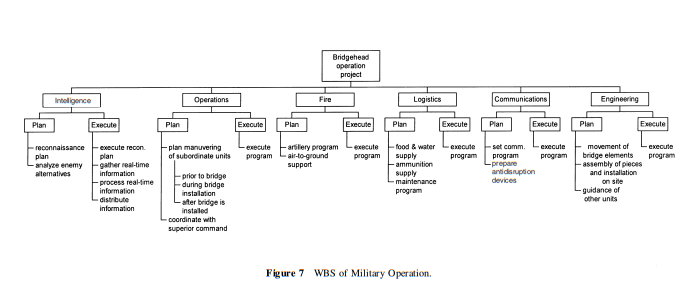 Bridgehead
operation
project
Intelligence
Operations
Fire
Logistics
Communications
Engineering
Plan
Execute
Plan
Execute
Plan
Execute
Plan
Execute
Plan
Execute
Plan
Execute
reconnaissance
plan
analyze enemy
alternatives
execute recon.
plan
gather real-time
information
process real-time
information
distribute
information
plan manuvering
of subordinate units
prior to bridge
during bridge
installation
after bridge is
installed
coordinate with
superior command
execute
program
artillery program
air-to-ground
support
execute
program
food & water
supply
ammunition
supply
maintenance
program
execute
program
set comm.
program
prepare
antidisruption
devices
execute
program
movement of
bridge elements
assembly of pieces
and installation
on site
guidance of
other units
execute
program
Figure 7 WBS of Military Operation.